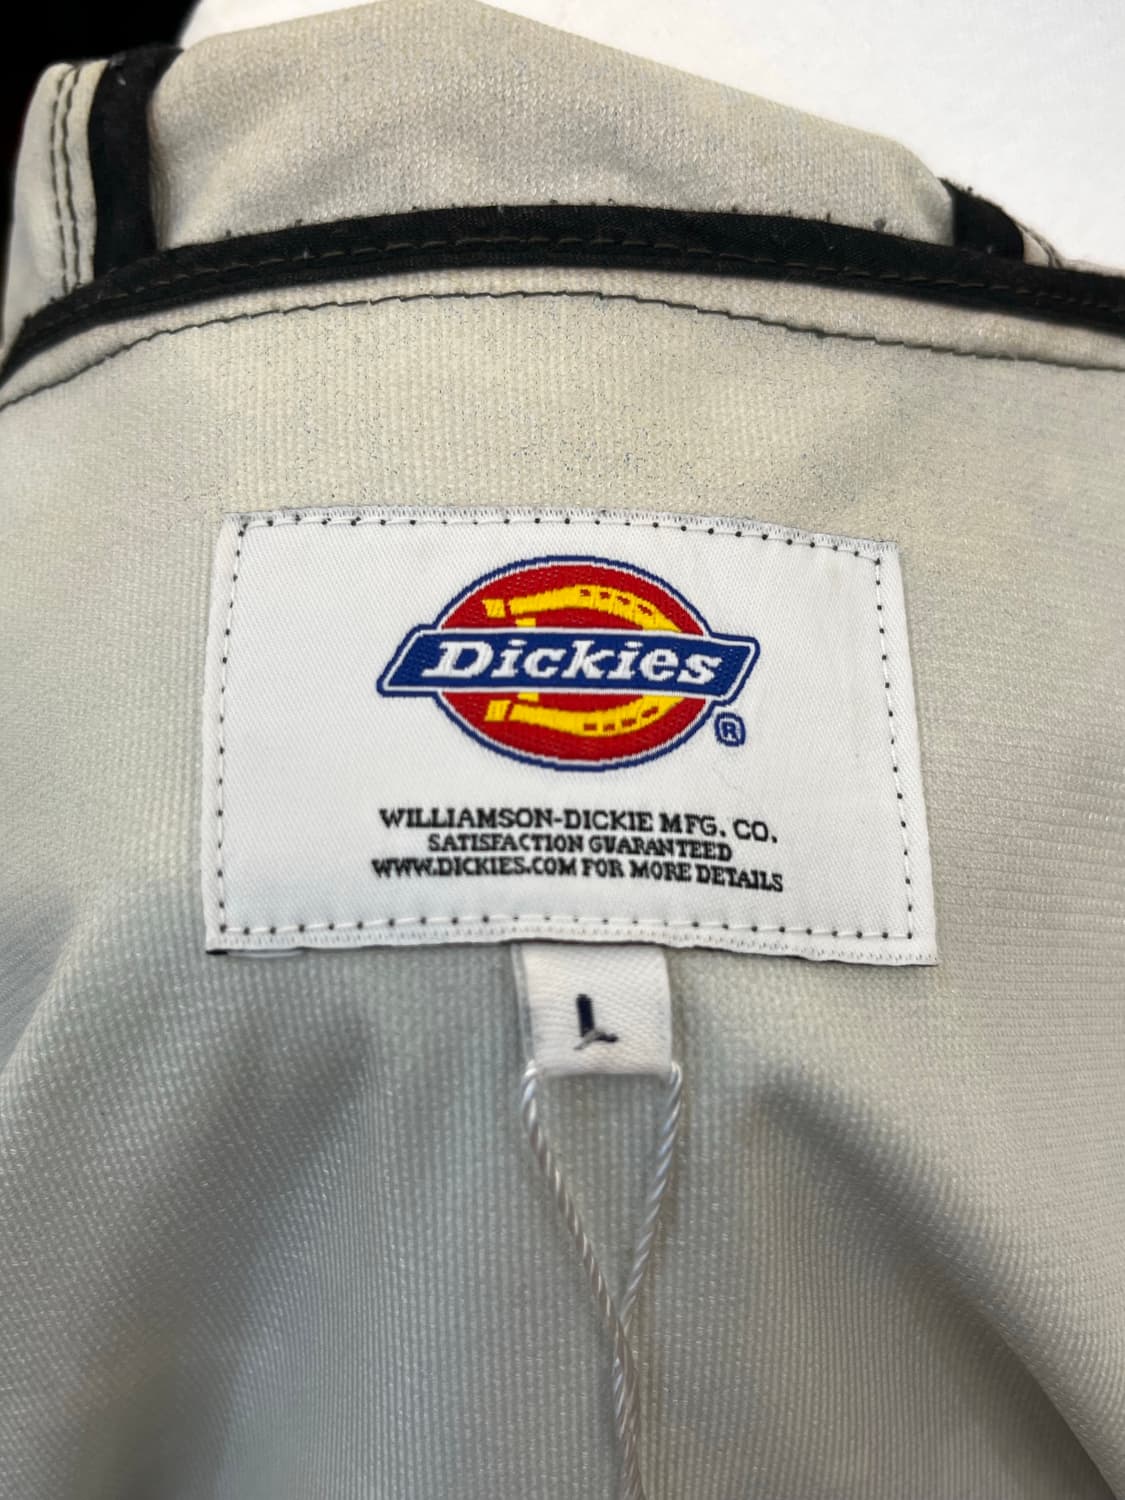 Dickies
®
WILLIAMSON-DICKIE MFG. CO.
SATISFACTION GUARANTEED
WWW.DICKIES.COM FOR MORE DETAILS
L